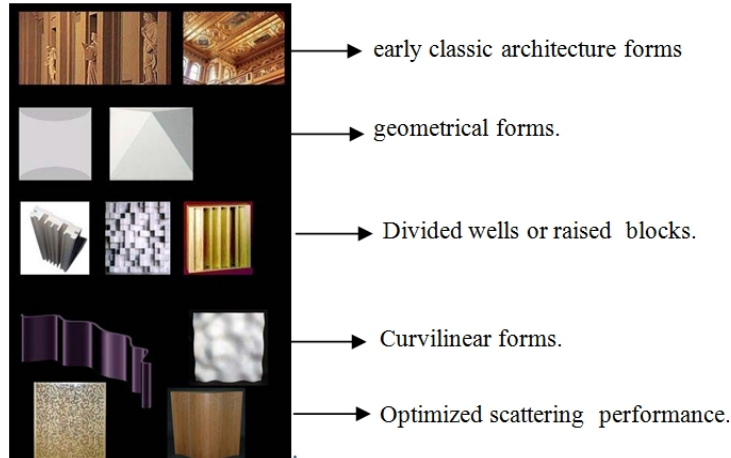 early classic architecture forms
geometrical forms.
Divided wells or raised blocks.
Curvilinear forms.
Optimized scattering performance.